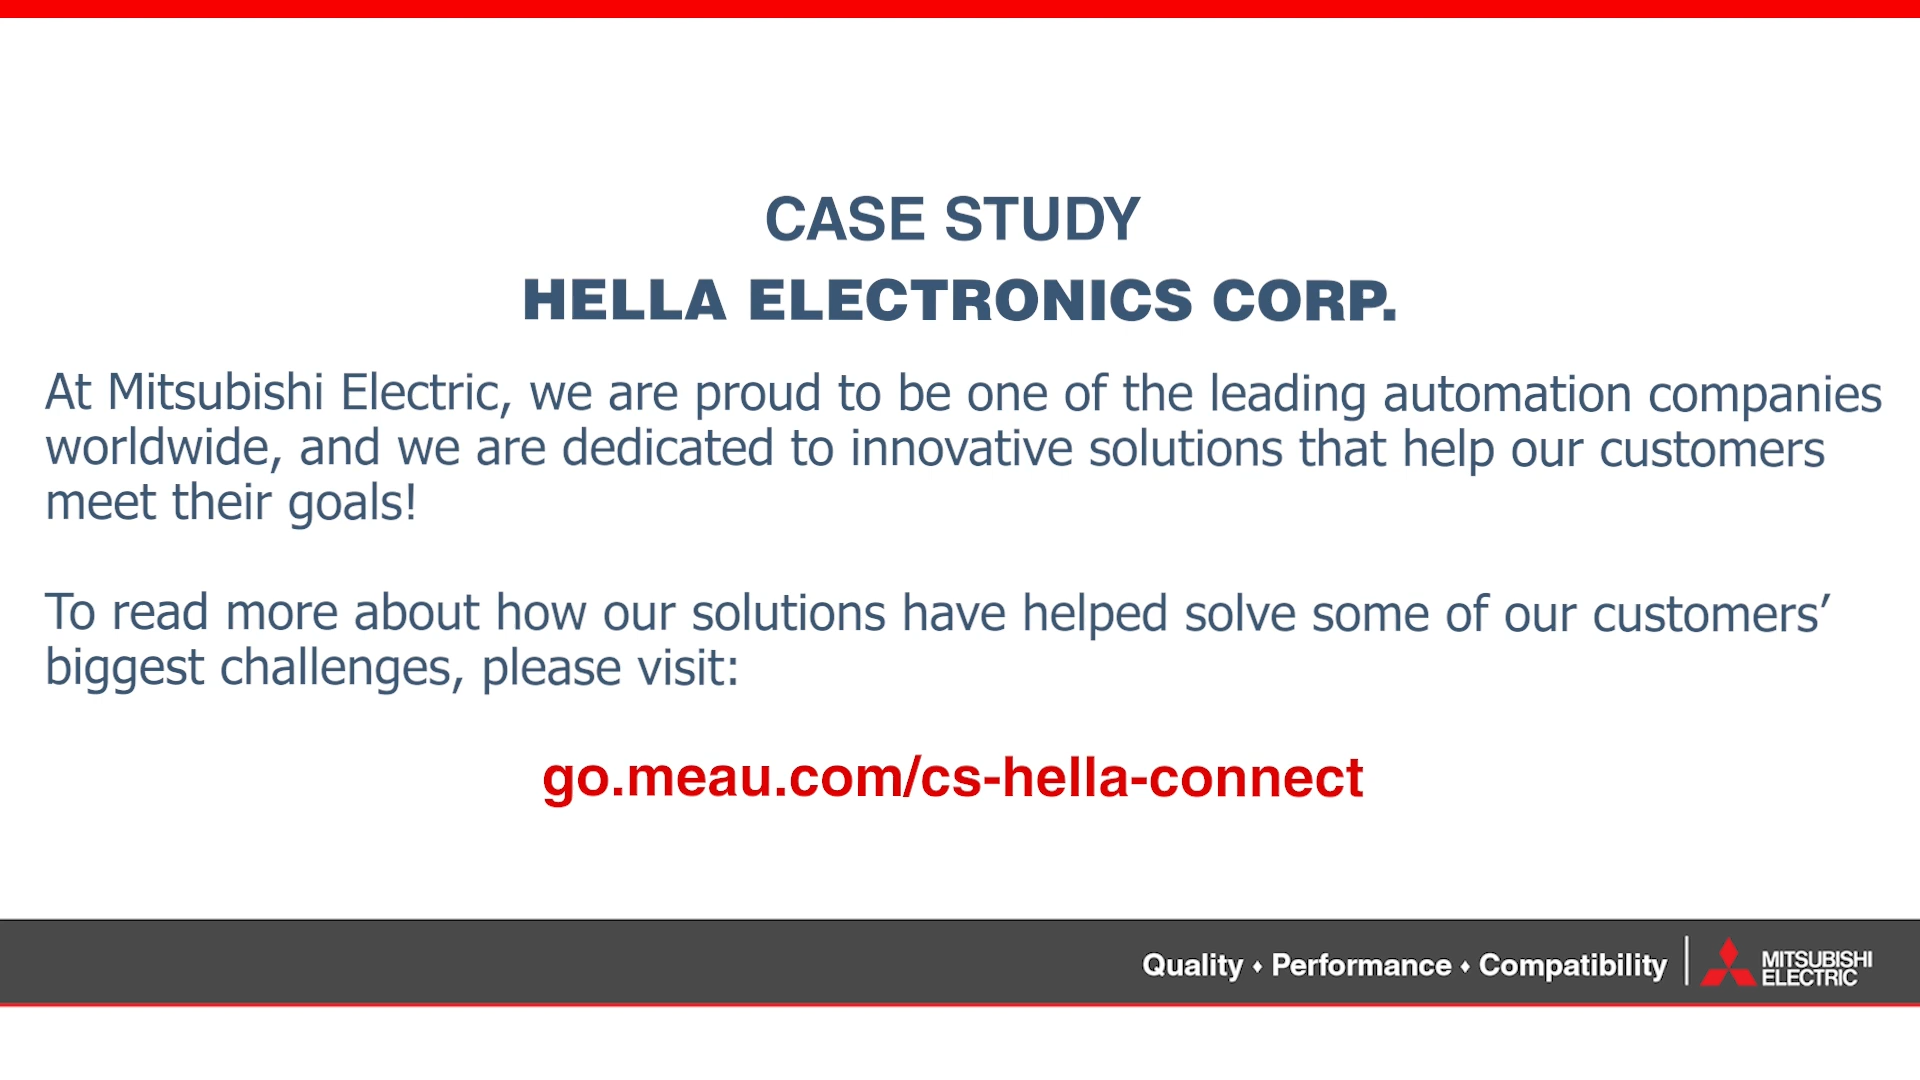 CASE STUDY
HELLA ELECTRONICS CORP.
At Mitsubishi Electric, we are proud to be one of the leading automation companies
worldwide, and we are dedicated to innovative solutions that help our customers
meet their goals!
To read more about how our solutions have helped solve some of our customers’
biggest challenges, please visit:
go.meau.com/cs-hella-connect
Quality ♦ Performance ♦ Compatibility
MITSUBISHI
ELECTRIC